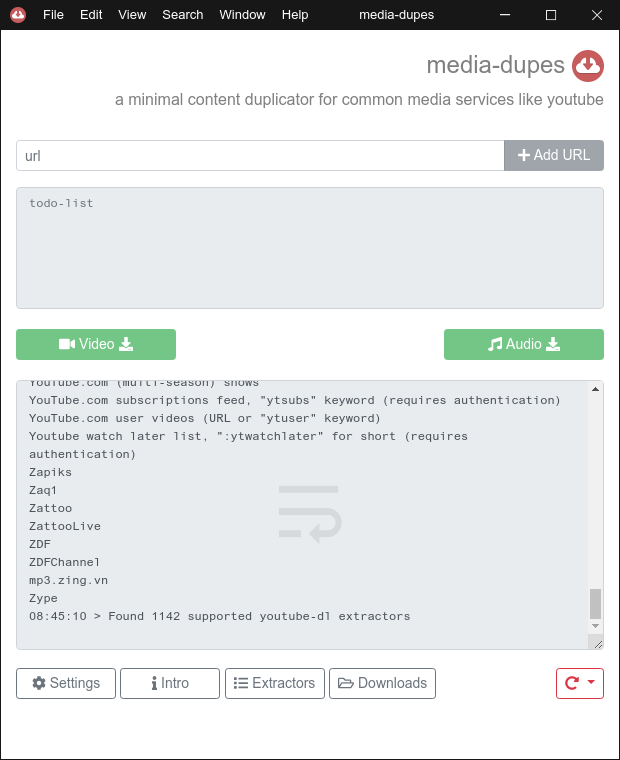 File Edit View Search Window Help media-dupes
media-dupes
a minimal content duplicator for common media services like youtube
url
Add URL
todo-list
Video
Audio
YouTube.com (multi-season) shows
YouTube.com subscriptions feed, "ytsubs" keyword (requires authentication)
YouTube.com user videos (URL or "ytuser" keyword)
Youtube watch later list, ":ytwatchlater" for short (requires
authentication)
Zapiks
Zaq1
Zattoo
ZattooLive
ZDF
ZDFChannel
mp3.zing.vn
Zype
08:45:10 > Found 1142 supported youtube-dl extractors
Settings Intro Extractors Downloads